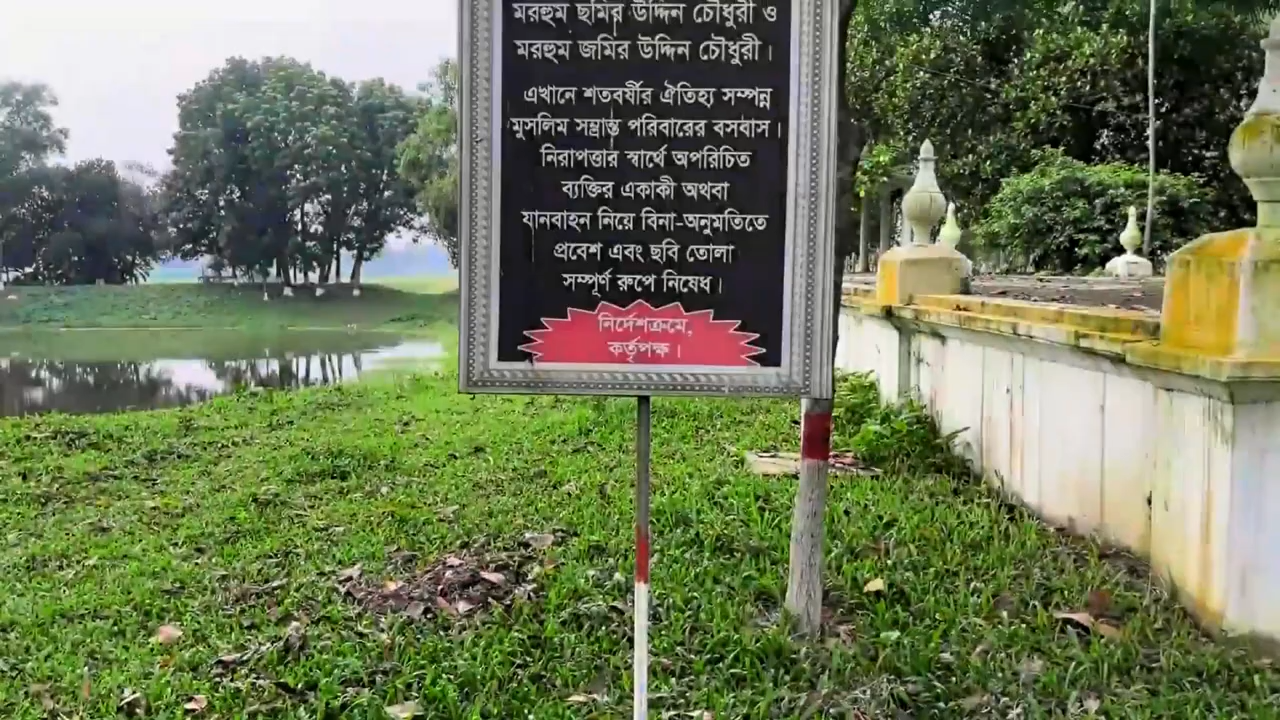 মরহুম ছমির উদ্দিন চৌধুরী ও
মরহুম জমির উদ্দিন চৌধুরী।
এখানে শতবর্ষীর ঐতিহ্য সম্পন্ন
মুসলিম সম্ভ্রান্ত পরিবারের বসবাস।
নিরাপত্তার স্বার্থে অপরিচিত
ব্যক্তির একাকী অথবা
যানবাহন নিয়ে বিনা-অনুমতিতে
প্রবেশ এবং ছবি তোলা
সম্পূর্ণ রুপে নিষেধ।
নির্দেশক্রমে,
কর্তৃপক্ষ।